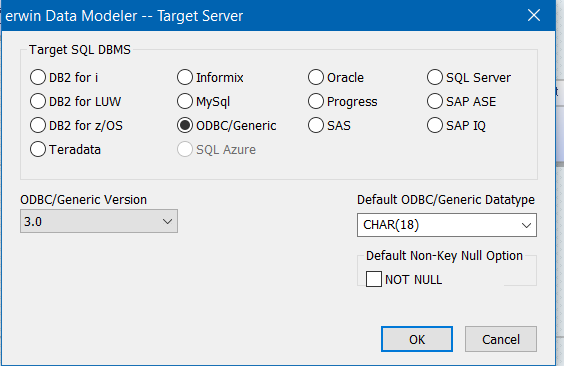 erwin Data Modeler -- Target Server
Target SQL DBMS
DB2 for i Informix Oracle SQL Server
DB2 for LUW MySql Progress SAP ASE
DB2 for z/OS ODBC/Generic SAS SAP IQ
Teradata SQL Azure
ODBC/Generic Version Default ODBC/Generic Datatype
3.0 CHAR(18)
Default Non-Key Null Option
NOT NULL
OK Cancel